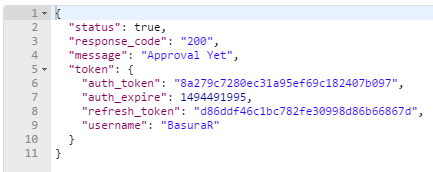 1 {
2 "status": true,
3 "response_code": "200",
4 "message": "Approval Yet",
5 "token": {
6 "auth_token": "8a279c7280ec31a95ef69c182407b097",
7 "auth_expire": 1494491995,
8 "refresh_token": "d86ddf46c1bc782fe30998d86b66867d",
9 "username": "BasuraR"
10 }
11 }